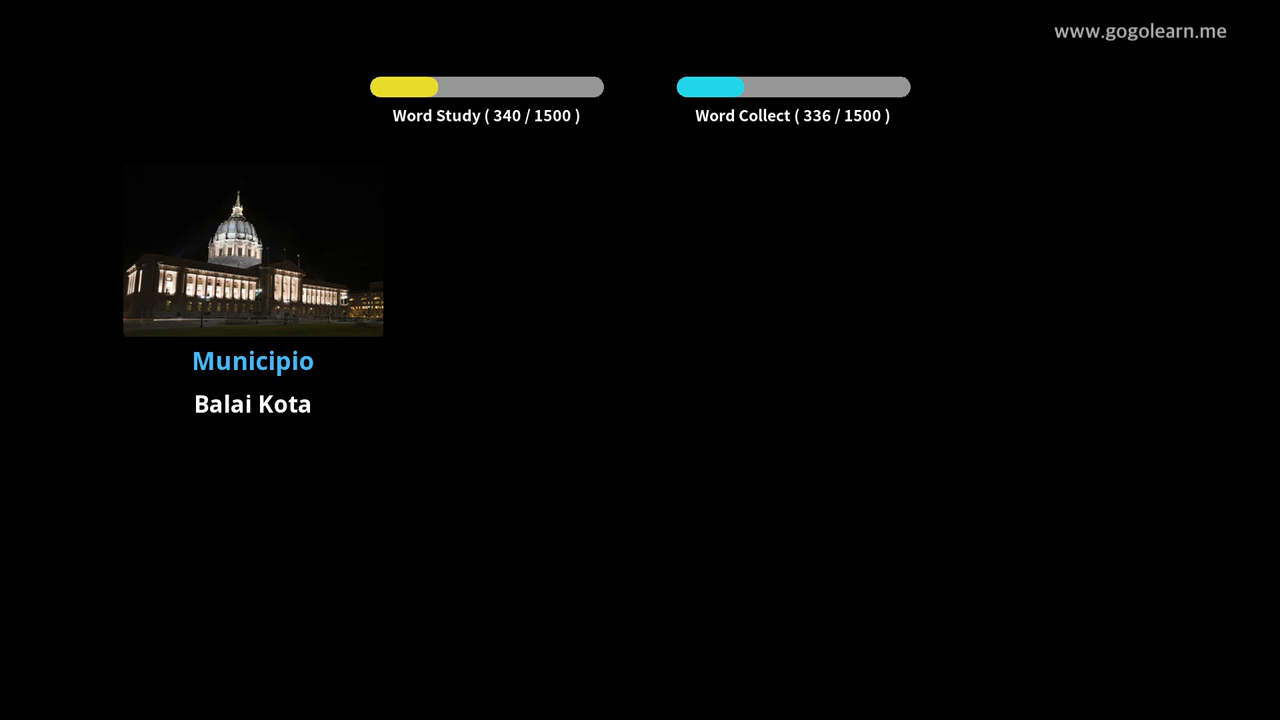 www.gogolearn.me
Word Study ( 340 / 1500 )
Word Collect ( 336 / 1500 )
Municipio
Balai Kota